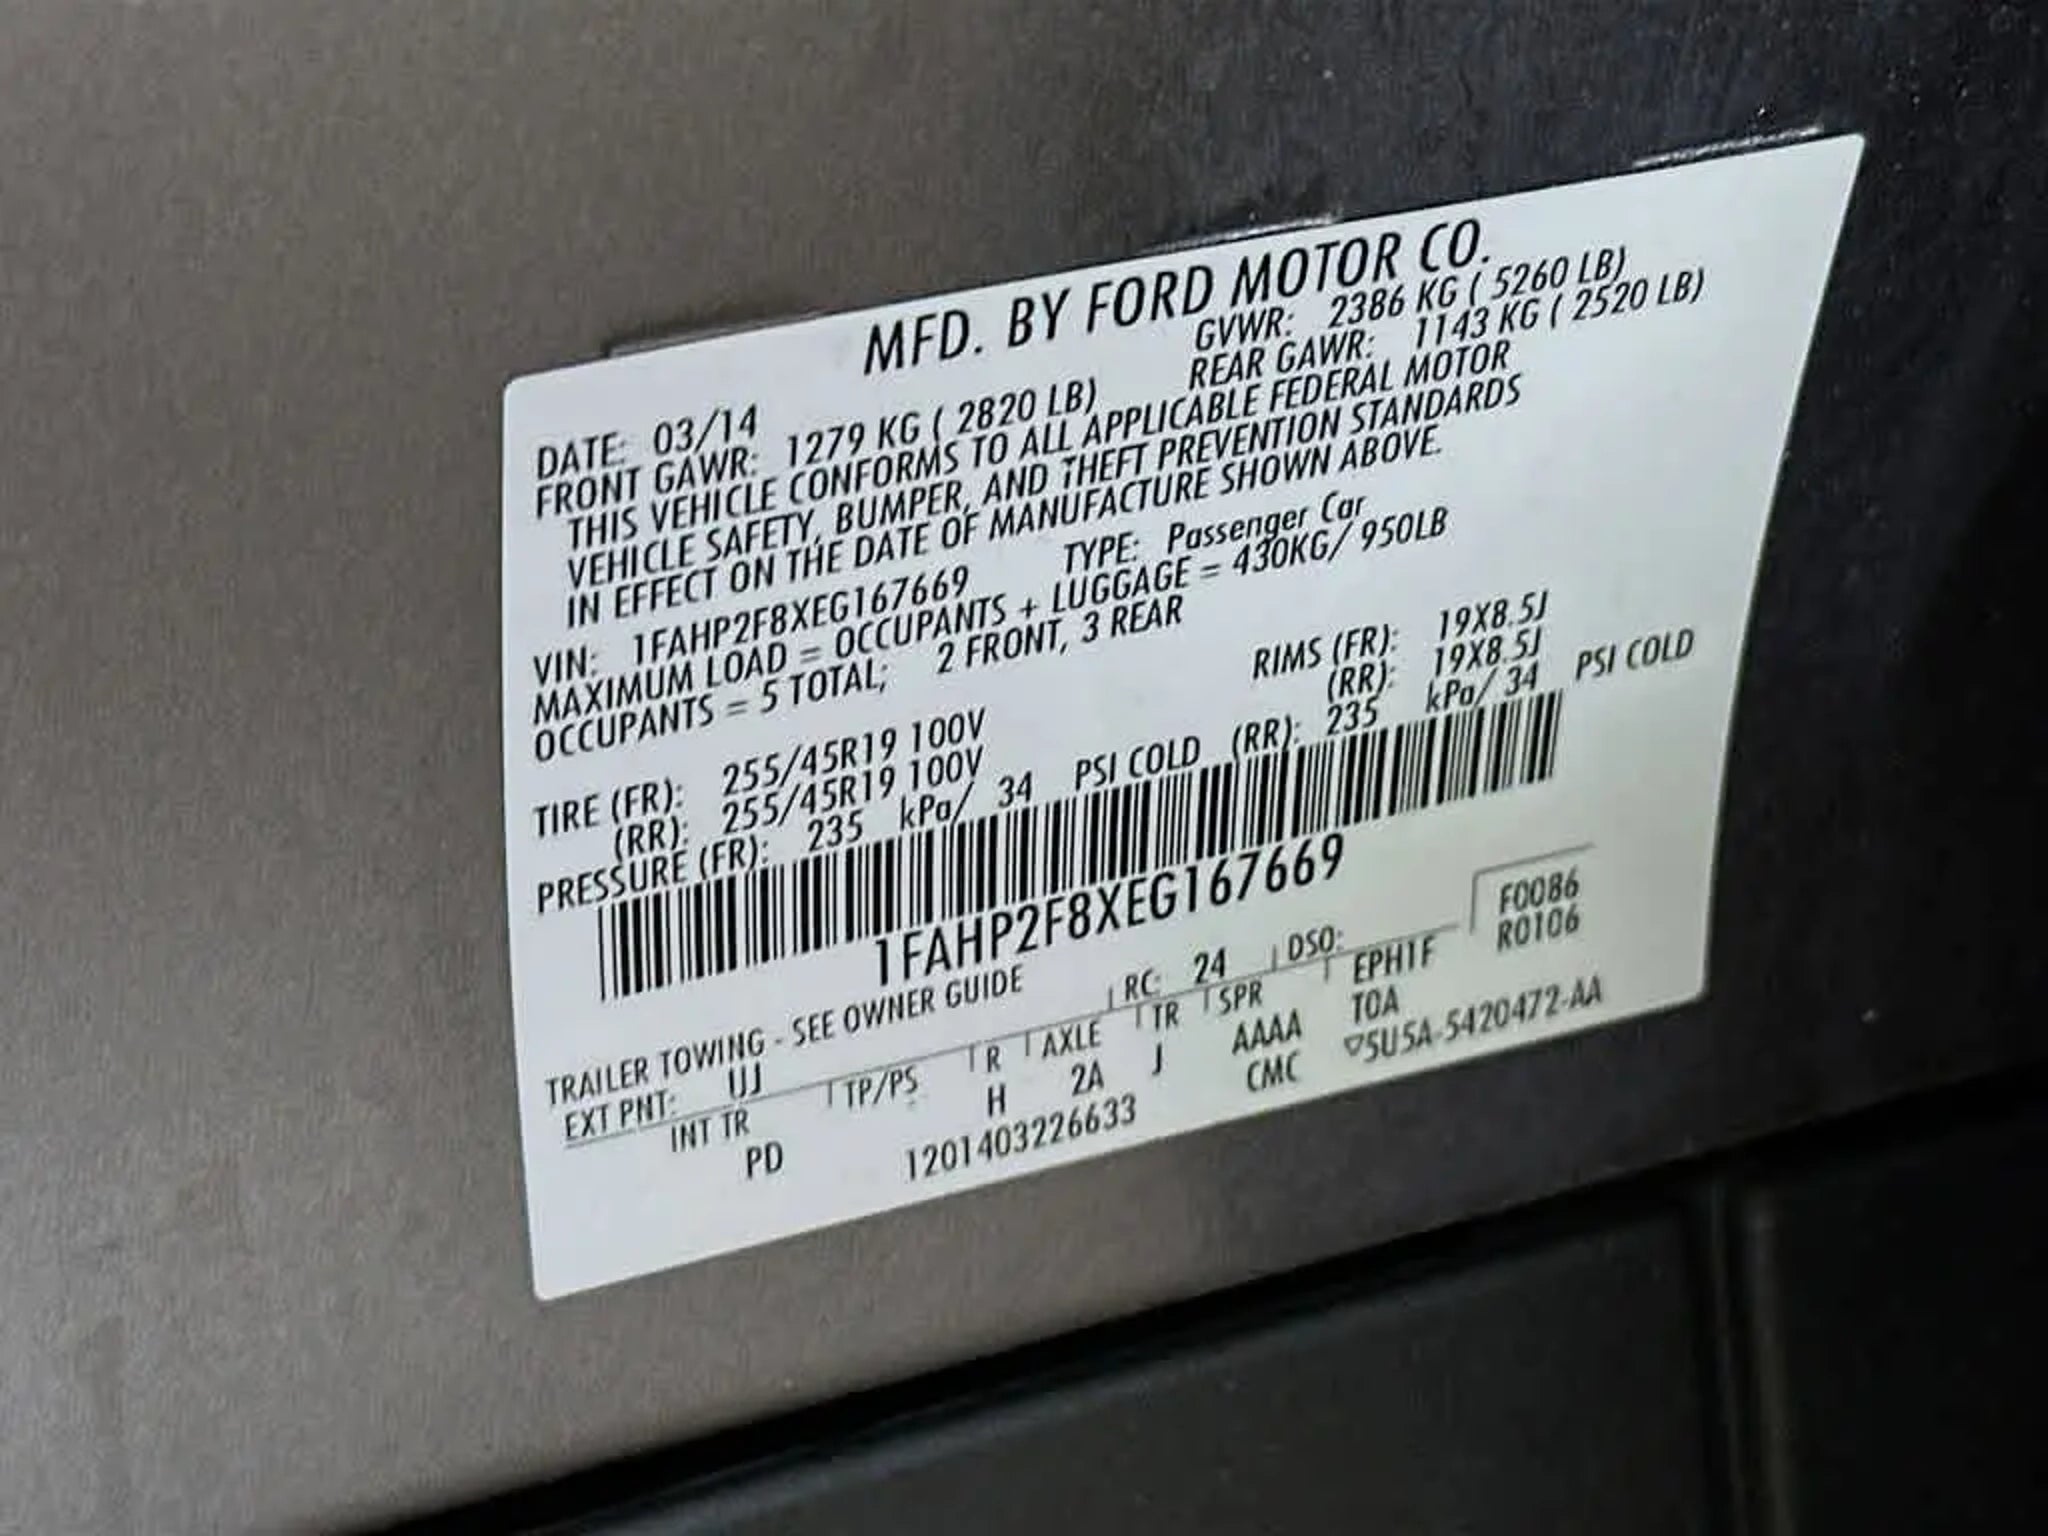 MFD. BY FORD MOTOR CO.
DATE: 03/14 GVWR: 2386 KG ( 5260 LB)
FRONT GAWR: 1279 KG ( 2820 LB) REAR GAWR: 1143 KG ( 2520 LB)
THIS VEHICLE CONFORMS TO ALL APPLICABLE FEDERAL MOTOR
VEHICLE SAFETY, BUMPER, AND THEFT PREVENTION STANDARDS
IN EFFECT ON THE DATE OF MANUFACTURE SHOWN ABOVE.
VIN: 1FAHP2F8XEG167669 TYPE: Passenger Car
MAXIMUM LOAD = OCCUPANTS + LUGGAGE = 430KG/ 950LB
OCCUPANTS = 5 TOTAL; 2 FRONT, 3 REAR
TIRE (FR): 255/45R19 100V RIMS (FR): 19X8.5J
(RR): 255/45R19 100V (RR): 19X8.5J
PRESSURE (FR): 235 kPa/ 34 PSI COLD (RR): 235 kPa/ 34 PSI COLD
1FAHP2F8XEG167669
F0086
R0106
TRAILER TOWING - SEE OWNER GUIDE
EXT PNT: UJ RC: 24 DSO:
INT TR TP/PS R AXLE TR SPR EPH1F
PD H 2A J AAAA TOA
1201403226633 CMC ▽5U5A-5420472-AA